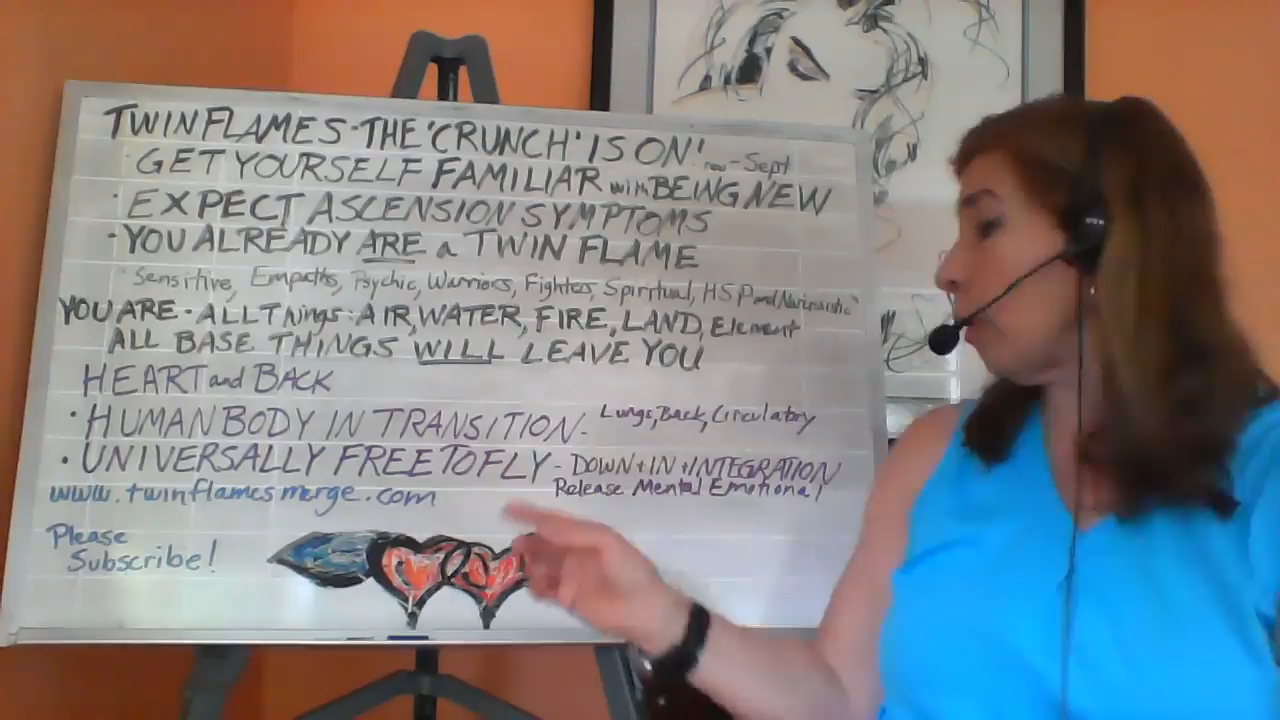 TWIN FLAMES·THE 'CRUNCH' IS ON!
now-Sept
· GET YOURSELF FAMILIAR with BEING NEW
· EXPECT ASCENSION SYMPTOMS
· YOU ALREADY ARE a TWIN FLAME
"Sensitive, Empaths, Psychic, Warriors, Fighters, Spiritual, HSP and Narcissistic"
YOU ARE · ALL Things: AIR, WATER, FIRE, LAND, Element
ALL BASE THINGS WILL LEAVE YOU
HEART and BACK
· HUMAN BODY IN TRANSITION - Lungs, Back, Circulatory
· UNIVERSALLY FREE TO FLY - DOWN + IN + INTEGRATION
Release Mental Emotional
www.twinflamesmerge.com
Please
Subscribe!